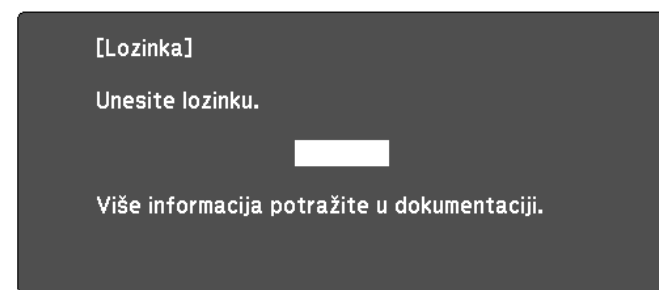 [Lozinka]
Unesite lozinku.
Više informacija potražite u dokumentaciji.